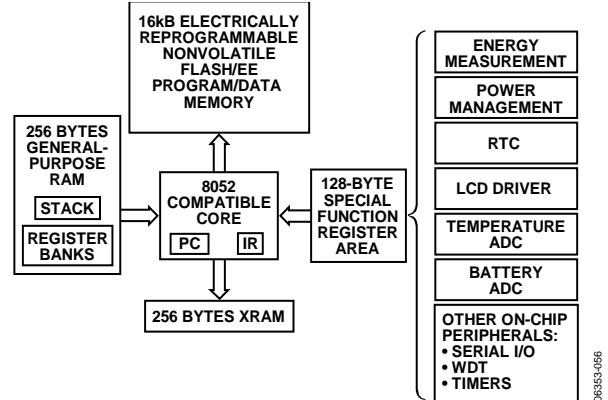 16kB ELECTRICALLY
REPROGRAMMABLE
NONVOLATILE
FLASH/EE
PROGRAM/DATA
MEMORY
256 BYTES
GENERAL-
PURPOSE
RAM
STACK
REGISTER
BANKS
8052
COMPATIBLE
CORE
PC
IR
256 BYTES XRAM
128-BYTE
SPECIAL
FUNCTION
REGISTER
AREA
ENERGY
MEASUREMENT
POWER
MANAGEMENT
RTC
LCD DRIVER
TEMPERATURE
ADC
BATTERY
ADC
OTHER ON-CHIP
PERIPHERALS:
• SERIAL I/O
• WDT
• TIMERS
06353-056